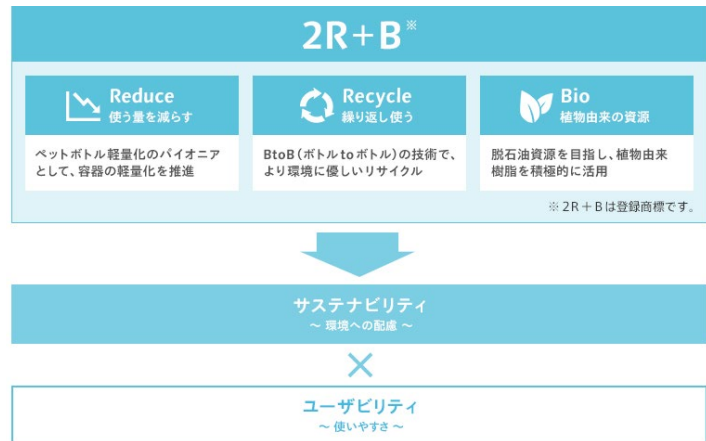 2R+B※
Reduce
使う量を減らす
Recycle
繰り返し使う
Bio
植物由来の資源
ペットボトル軽量化のパイオニア
として、容器の軽量化を推進
BtoB(ボトルtoボトル)の技術で、
より環境に優しいリサイクル
脱石油資源を目指し、植物由来
樹脂を積極的に活用
※2R+Bは登録商標です。
サステナビリティ
～ 環境への配慮 ～
×
ユーザビリティ
～ 使いやすさ ～